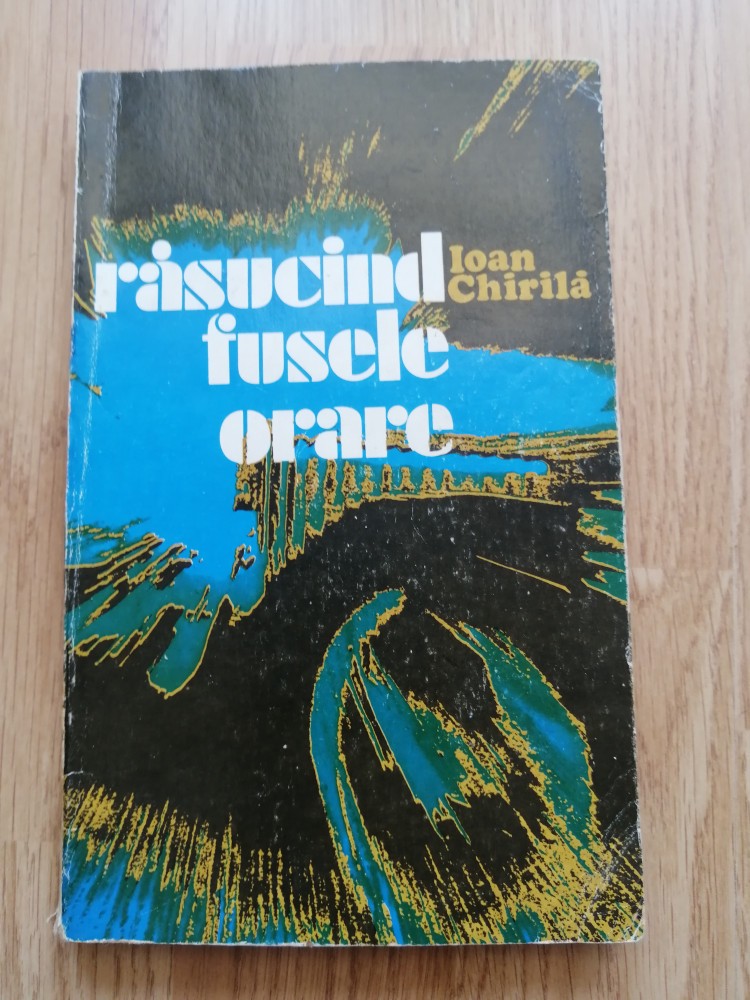 răsucind
fusele
orare
Ioan
Chirilă